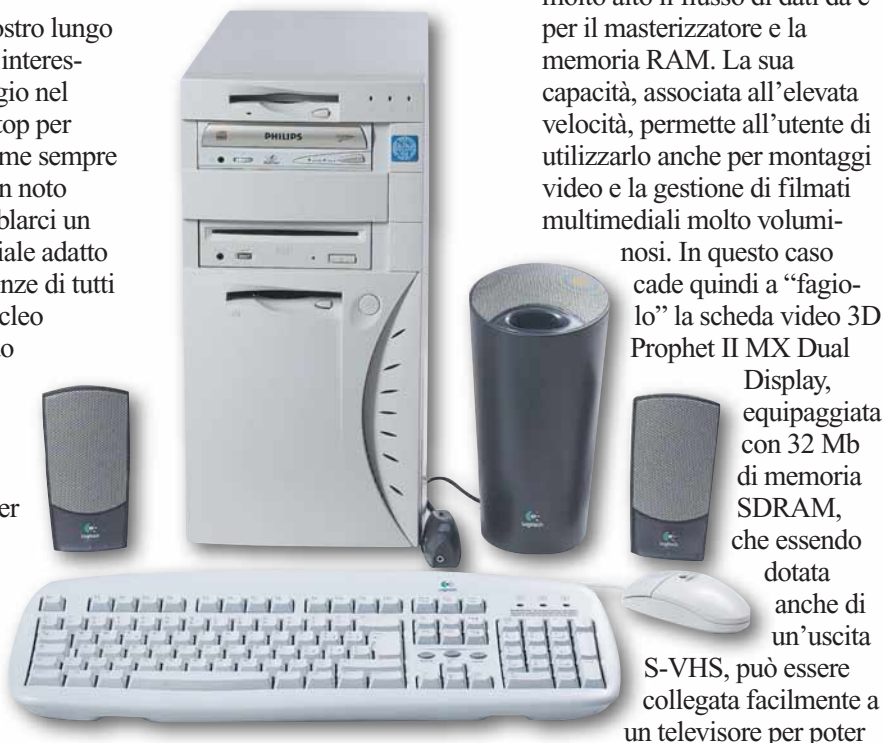 ostro lungo
interes-
gio nel
top per
me sempre
n noto
blarci un
iale adatto
nze di tutti
cleo
o
er
PHILIPS
Logitech
Logitech
Logitech
Logitech
molto alto il flusso di dati da e
per il masterizzatore e la
memoria RAM. La sua
capacità, associata all’elevata
velocità, permette all’utente di
utilizzarlo anche per montaggi
video e la gestione di filmati
multimediali molto volumi-
nosi. In questo caso
cade quindi a “fagio-
lo” la scheda video 3D
Prophet II MX Dual
Display,
equipaggiata
con 32 Mb
di memoria
SDRAM,
che essendo
dotata
anche di
un’uscita
S-VHS, può essere
collegata facilmente a
un televisore per poter